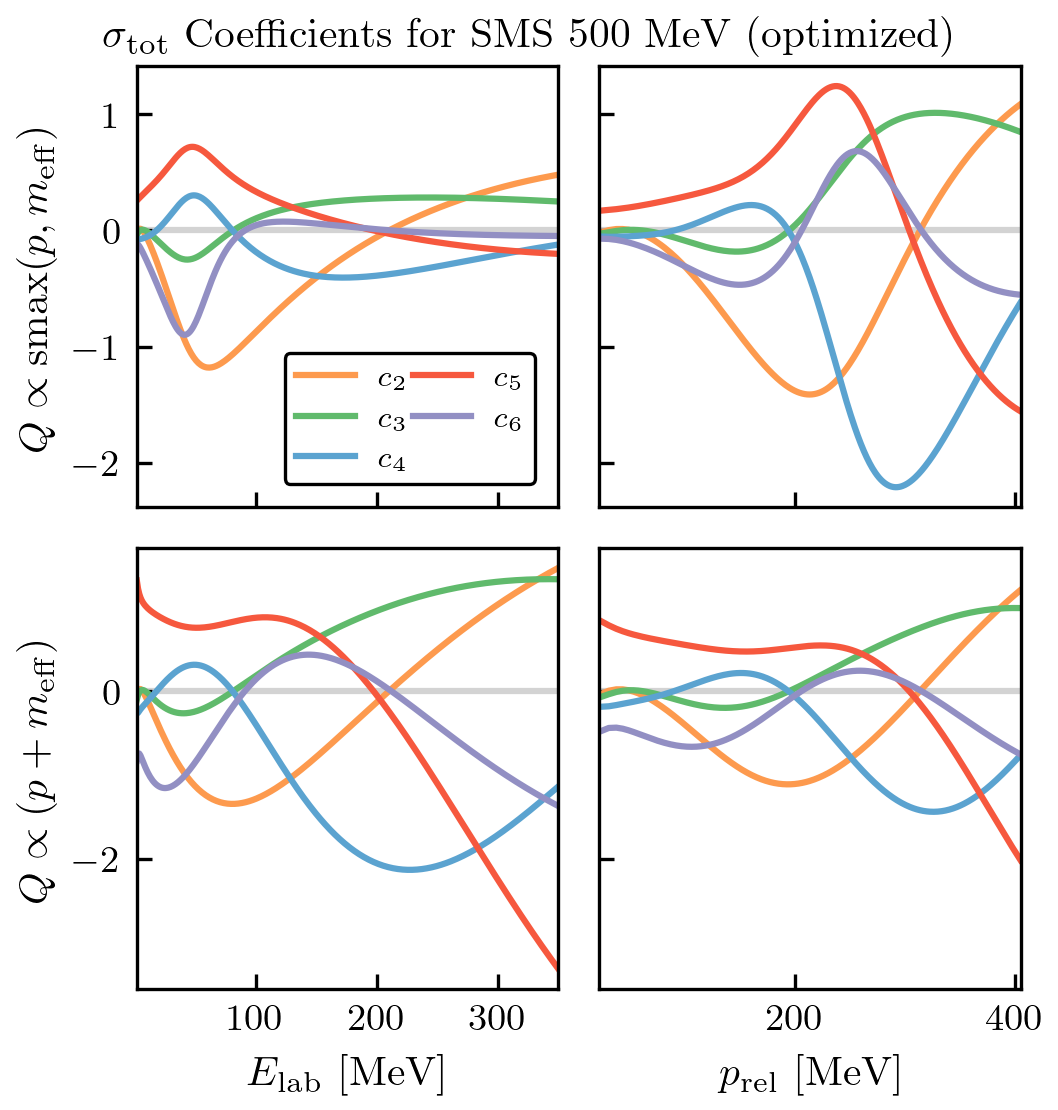 σtot Coefficients for SMS 500 MeV (optimized)
Q ∝ smax(p, meff)
1
0
−1
−2
c2 c5
c3 c6
c4
Q ∝ (p + meff)
0
−2
100 200 300
200 400
Elab [MeV]
prel [MeV]